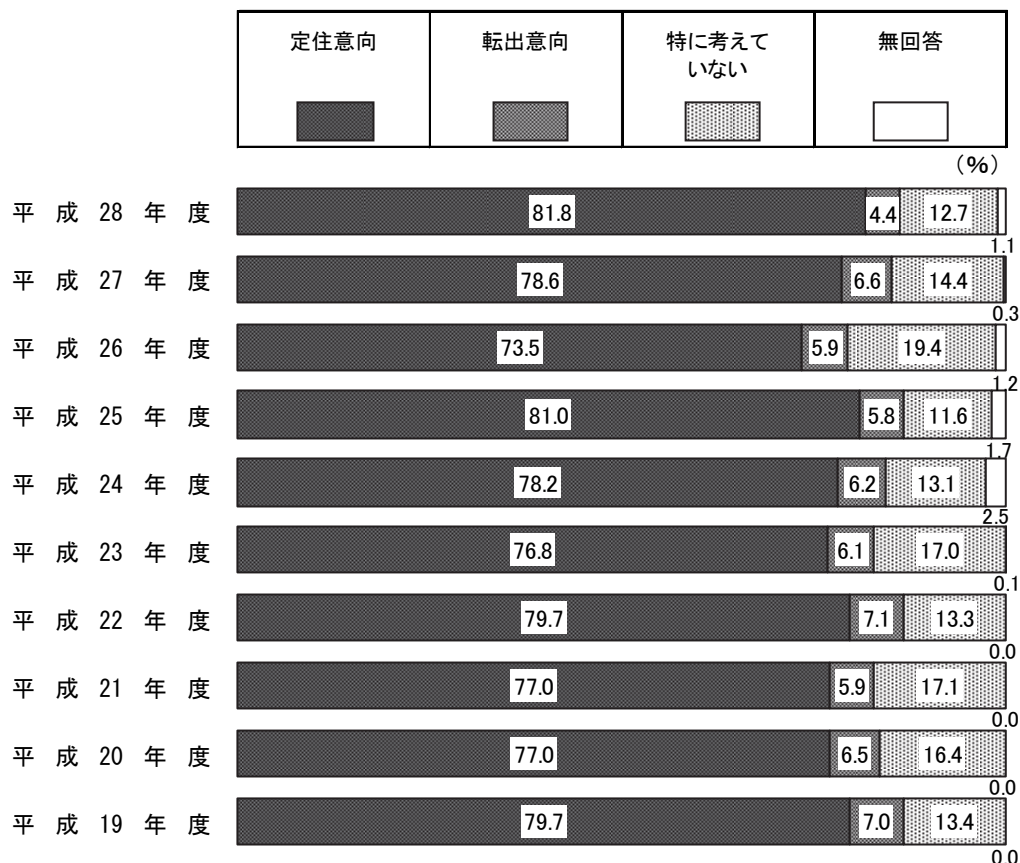 定住意向 転出意向 特に考えて 無回答
いない
（%）
平成28年度 81.8 4.4 12.7
1.1
平成27年度 78.6 6.6 14.4
0.3
平成26年度 73.5 5.9 19.4
1.2
平成25年度 81.0 5.8 11.6
1.7
平成24年度 78.2 6.2 13.1
2.5
平成23年度 76.8 6.1 17.0
0.1
平成22年度 79.7 7.1 13.3
0.0
平成21年度 77.0 5.9 17.1
0.0
平成20年度 77.0 6.5 16.4
0.0
平成19年度 79.7 7.0 13.4
0.0